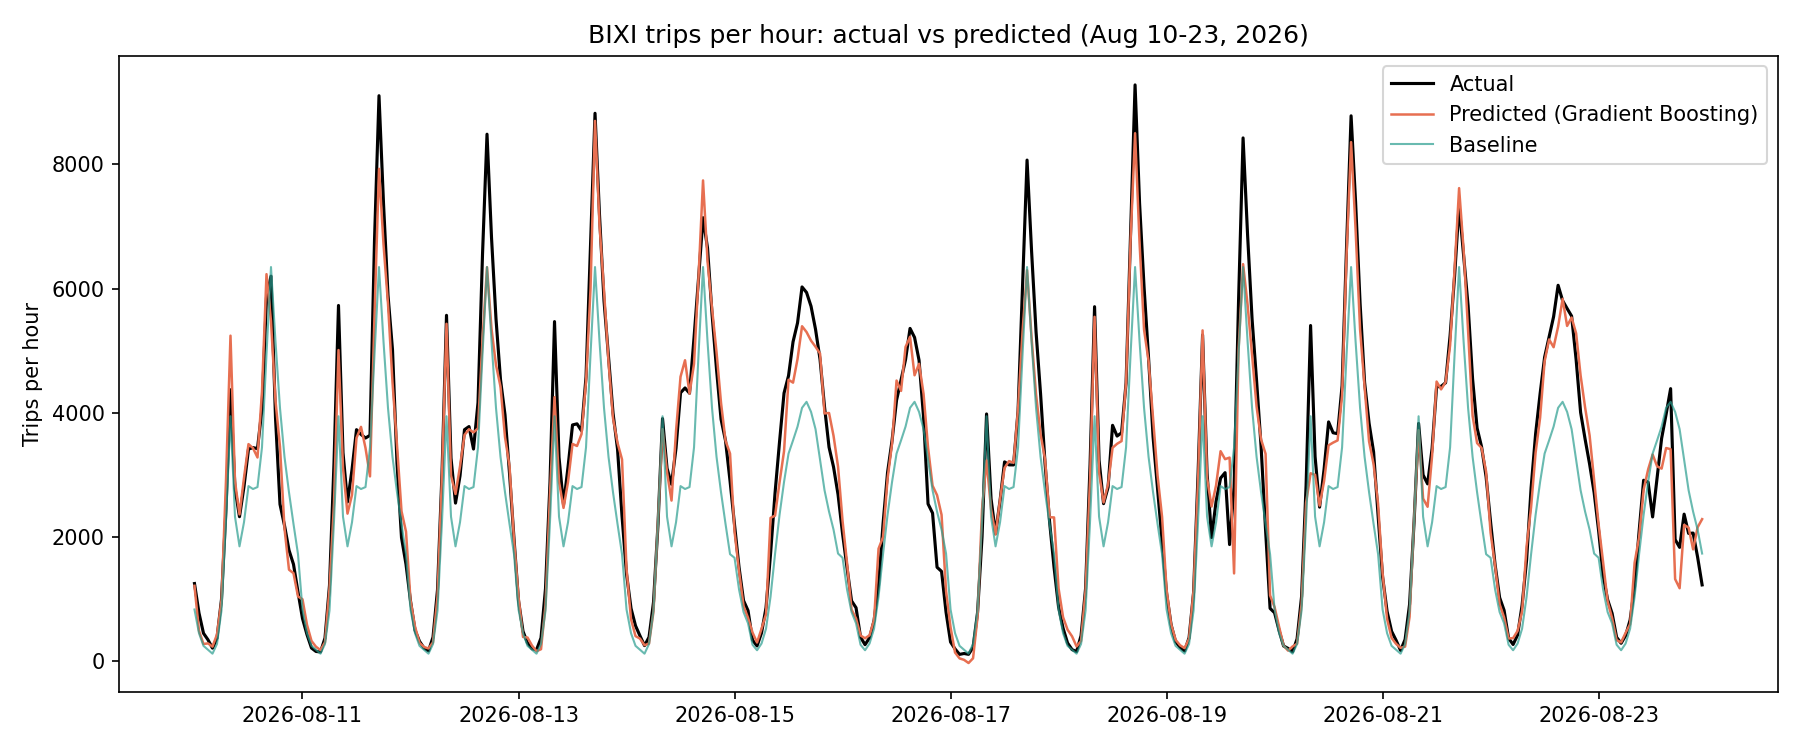 BIXI trips per hour: actual vs predicted (Aug 10-23, 2026)
Actual
Predicted (Gradient Boosting)
Baseline
Trips per hour
8000
6000
4000
2000
0
2026-08-11
2026-08-13
2026-08-15
2026-08-17
2026-08-19
2026-08-21
2026-08-23